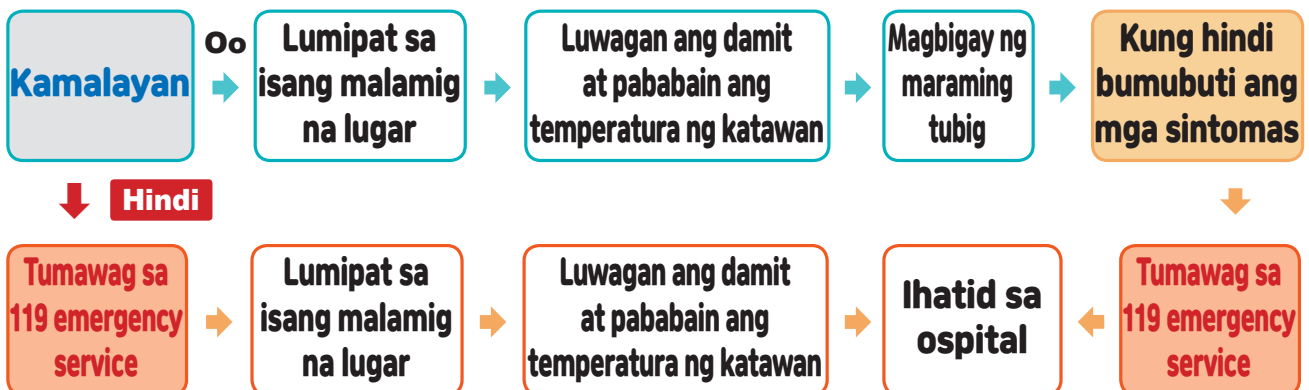 Kamalayan
Oo
Lumipat sa
isang malamig
na lugar
Luwagan ang damit
at pababain ang
temperatura ng katawan
Magbigay ng
maraming
tubig
Kung hindi
bumubuti ang
mga sintomas
Hindi
Tumawag sa
119 emergency
service
Lumipat sa
isang malamig
na lugar
Luwagan ang damit
at pababain ang
temperatura ng katawan
Ihatid sa
ospital
Tumawag sa
119 emergency
service